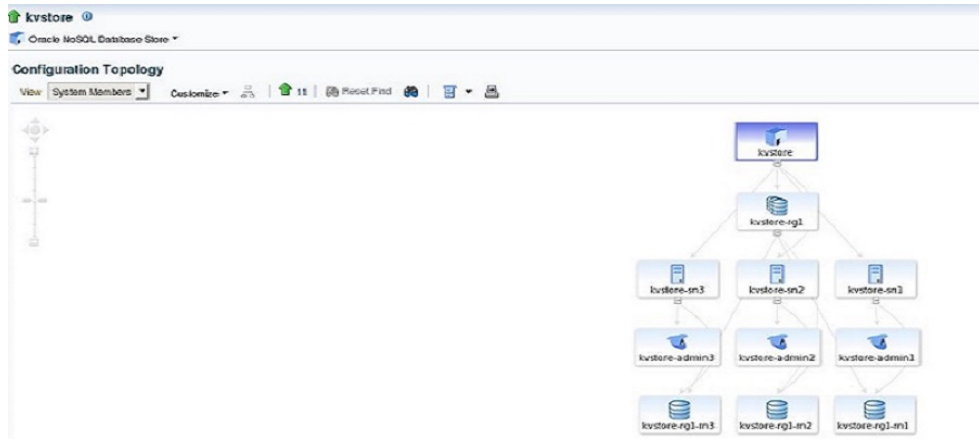 kvstore
Oracle NoSQL Database Store
Configuration Topology
View System Members Customize 11 Reset Find
kvstore
kvstore-rg1
kvstore-sn3 kvstore-sn2 kvstore-sn1
kvstore-admin3 kvstore-admin2 kvstore-admin1
kvstore-rg1-rn3 kvstore-rg1-rn2 kvstore-rg1-rn1